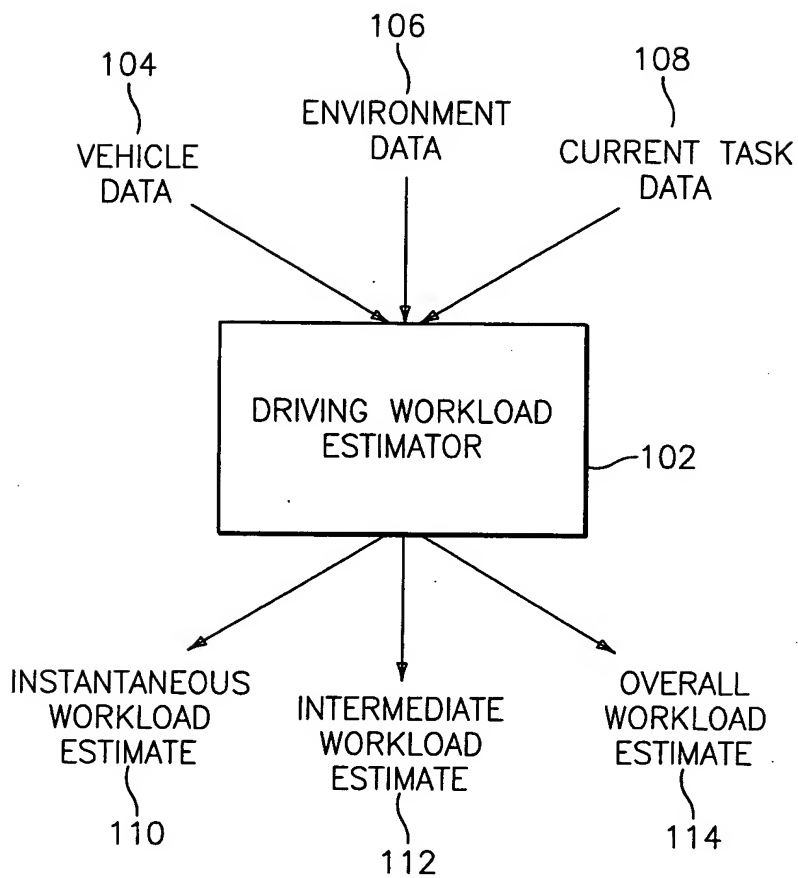 104
106
108
VEHICLE
DATA
ENVIRONMENT
DATA
CURRENT TASK
DATA
DRIVING WORKLOAD
ESTIMATOR
102
INSTANTANEOUS
WORKLOAD
ESTIMATE
110
INTERMEDIATE
WORKLOAD
ESTIMATE
112
OVERALL
WORKLOAD
ESTIMATE
114